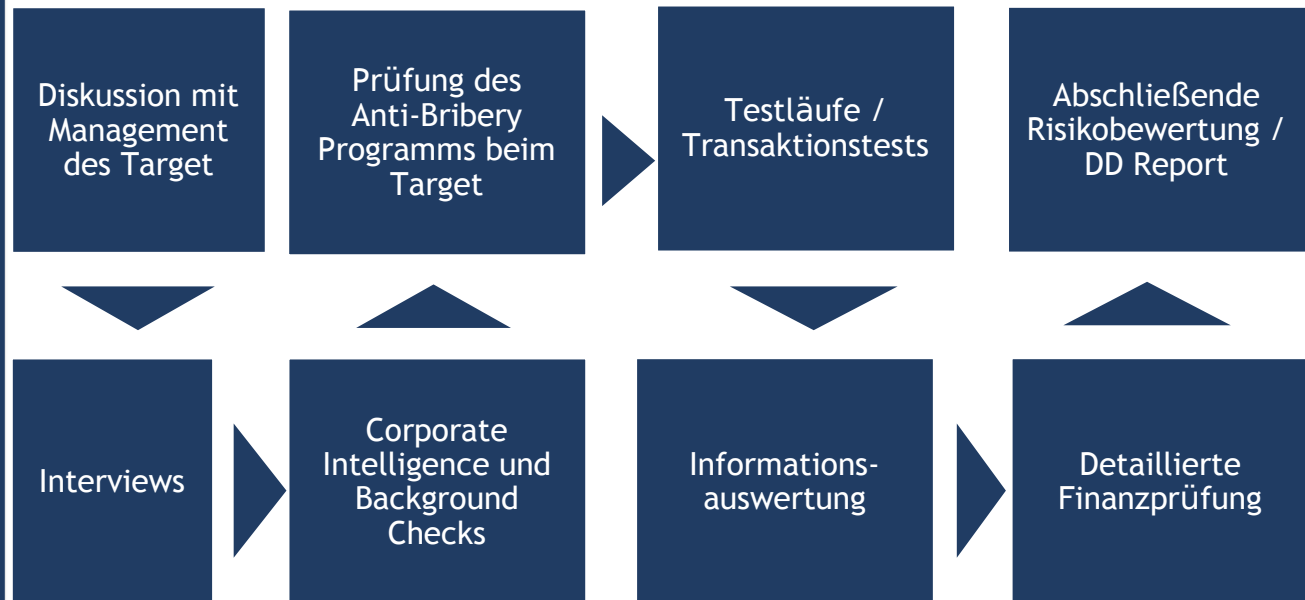 Diskussion mit
Management
des Target
Prüfung des
Anti-Bribery
Programms beim
Target
Testläufe /
Transaktionstests
Abschließende
Risikobewertung /
DD Report
Interviews
Corporate
Intelligence und
Background
Checks
Informations-
auswertung
Detaillierte
Finanzprüfung